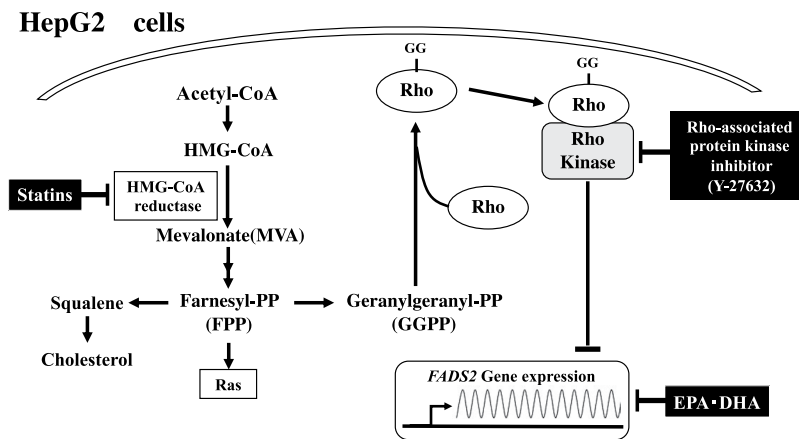 HepG2 cells
GG
Rho
GG
Rho
Rho
Kinase
Rho-associated
protein kinase
inhibitor
(Y-27632)
Acetyl-CoA
HMG-CoA
Statins
HMG-CoA
reductase
Rho
Mevalonate(MVA)
Squalene
Farnesyl-PP
(FPP)
Geranylgeranyl-PP
(GGPP)
Cholesterol
Ras
FADS2 Gene expression
EPA・DHA